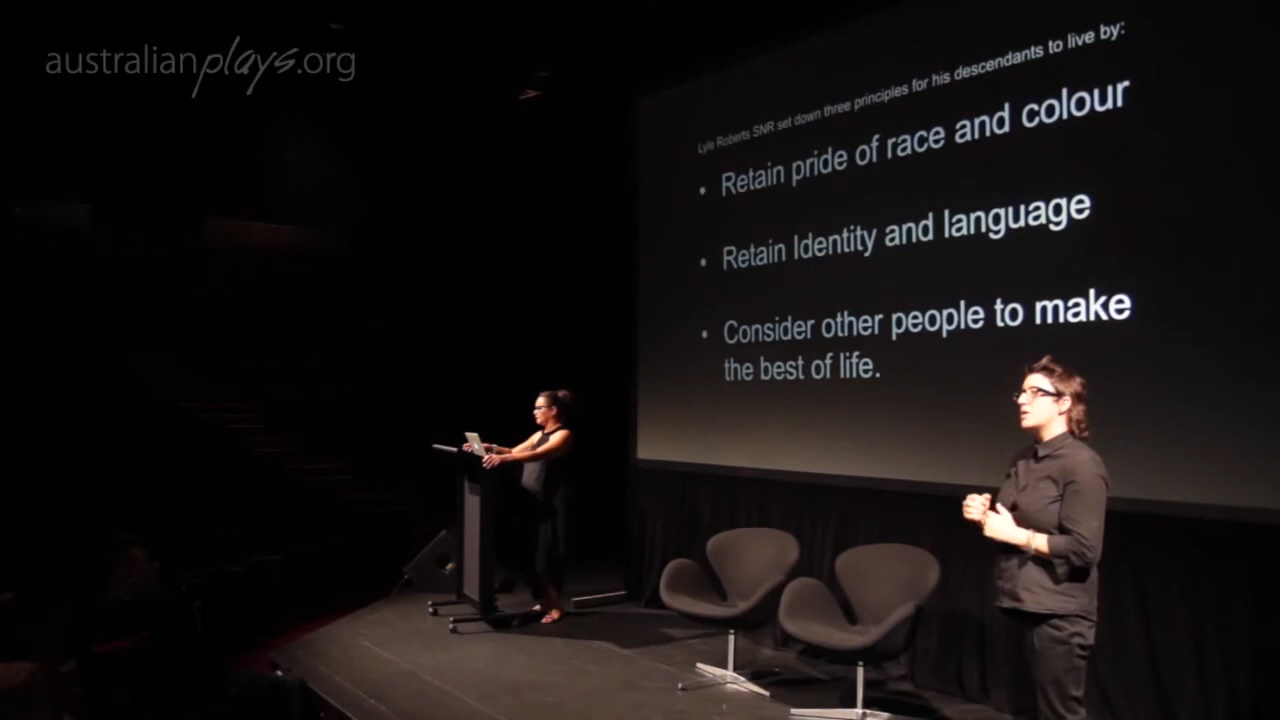 australianplays.org
Lyle Roberts SNR set down three principles for his descendants to live by:
• Retain pride of race and colour
• Retain Identity and language
• Consider other people to make
the best of life.